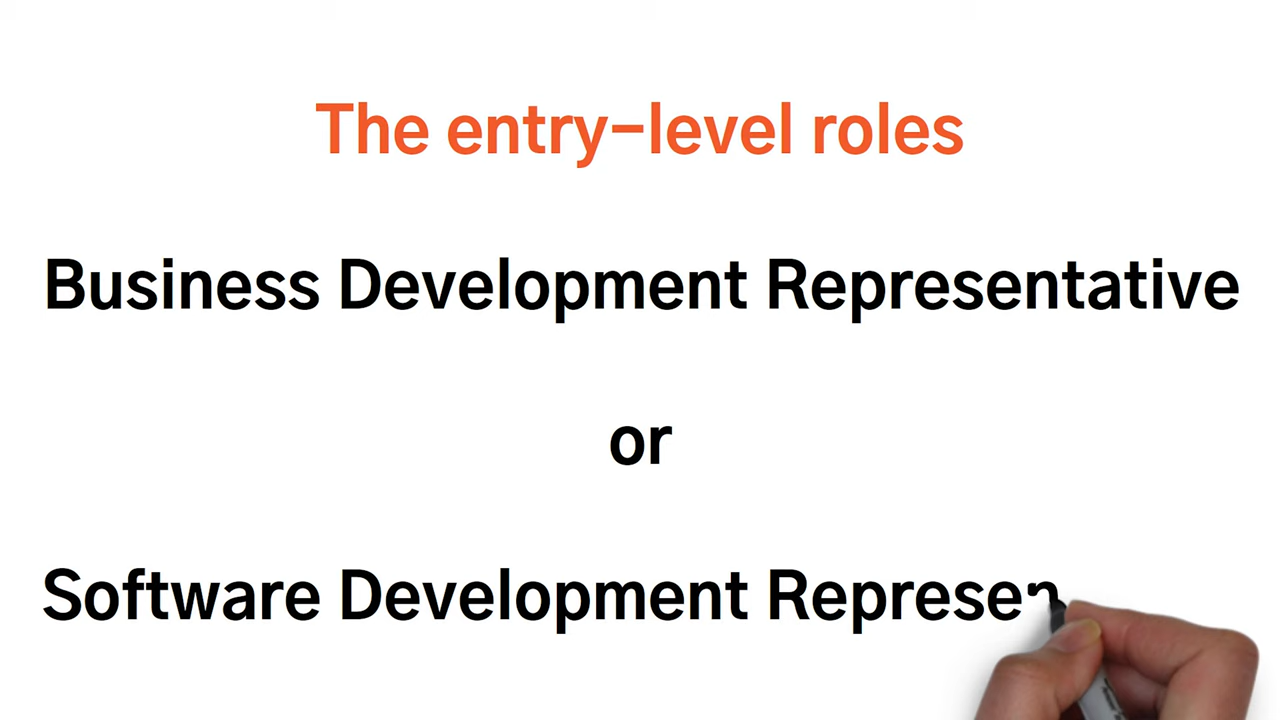 The entry-level roles
Business Development Representative
or
Software Development Represen